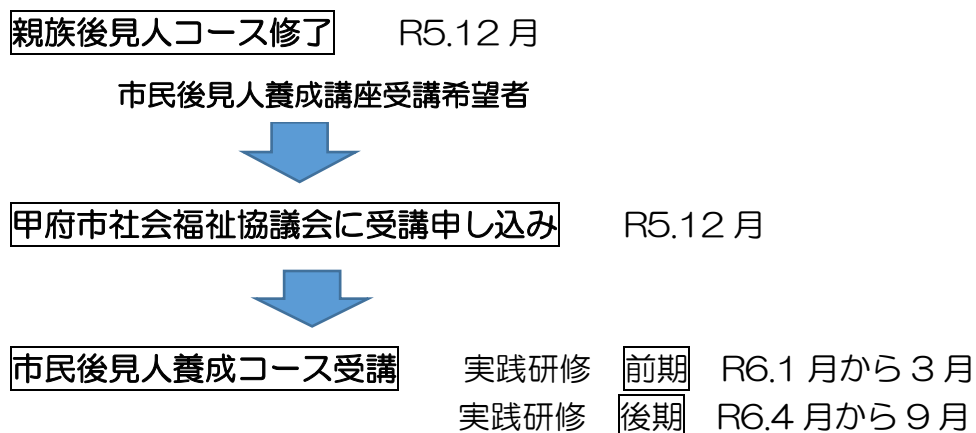 親族後見人コース修了 R5.12月
市民後見人養成講座受講希望者
甲府市社会福祉協議会に受講申し込み R5.12月
市民後見人養成コース受講 実践研修 前期 R6.1月から3月
実践研修 後期 R6.4月から9月